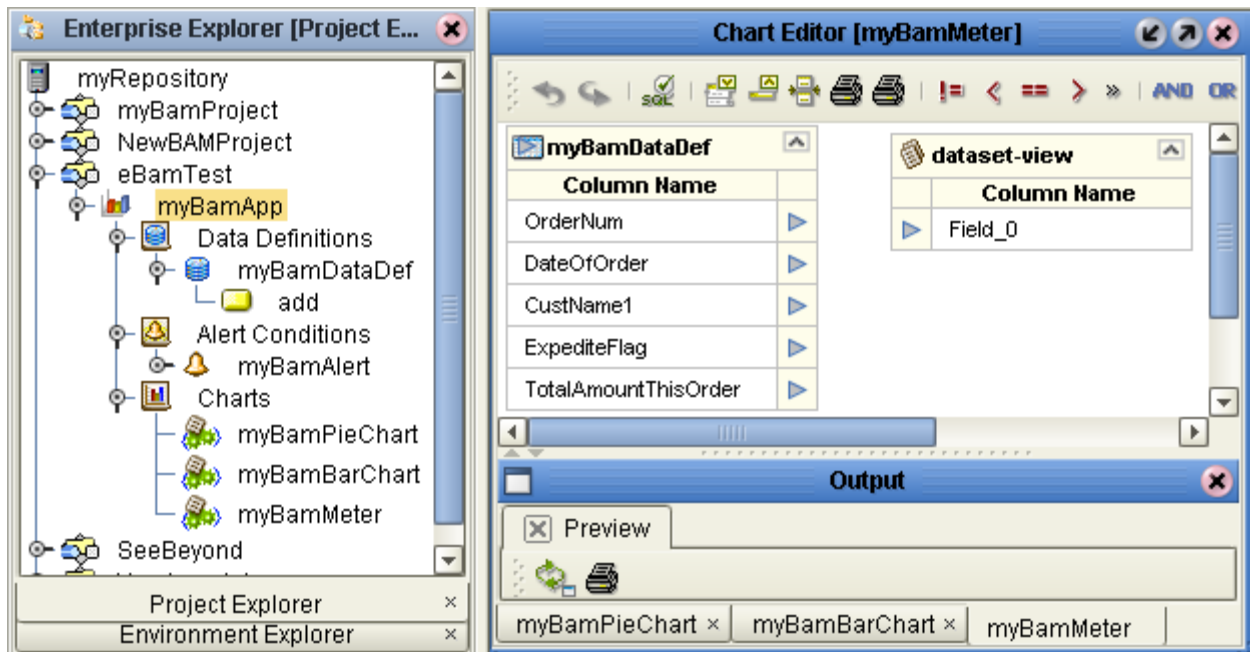 Enterprise Explorer [Project E...
myRepository
myBamProject
NewBAMProject
eBamTest
myBamApp
Data Definitions
myBamDataDef
add
Alert Conditions
myBamAlert
Charts
myBamPieChart
myBamBarChart
myBamMeter
SeeBeyond
Project Explorer ×
Environment Explorer ×
Chart Editor [myBamMeter]
SQL != < == > » AND OR
myBamDataDef
Column Name
OrderNum
DateOfOrder
CustName1
ExpediteFlag
TotalAmountThisOrder
dataset-view
Column Name
Field_0
Output
Preview
myBamPieChart × myBamBarChart × myBamMeter